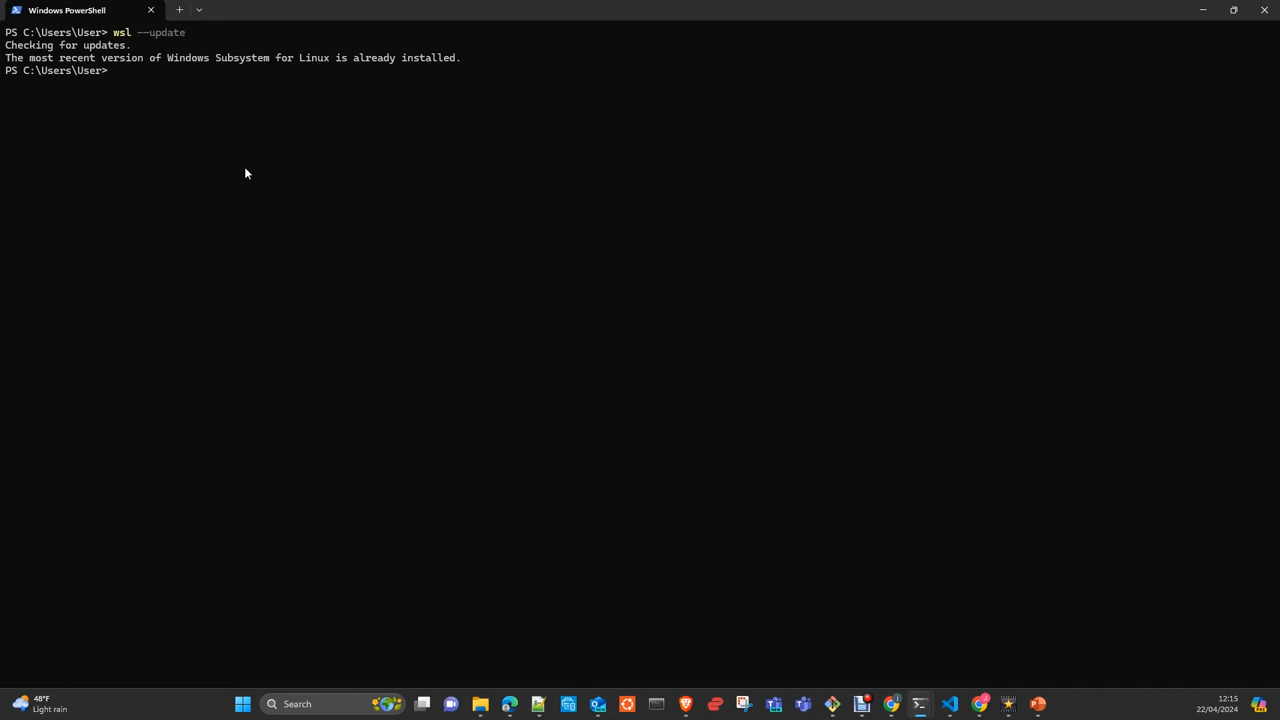 Windows PowerShell
PS C:\Users\User> wsl --update
Checking for updates.
The most recent version of Windows Subsystem for Linux is already installed.
PS C:\Users\User>
48°F
Light rain
Search
12:15
22/04/2024